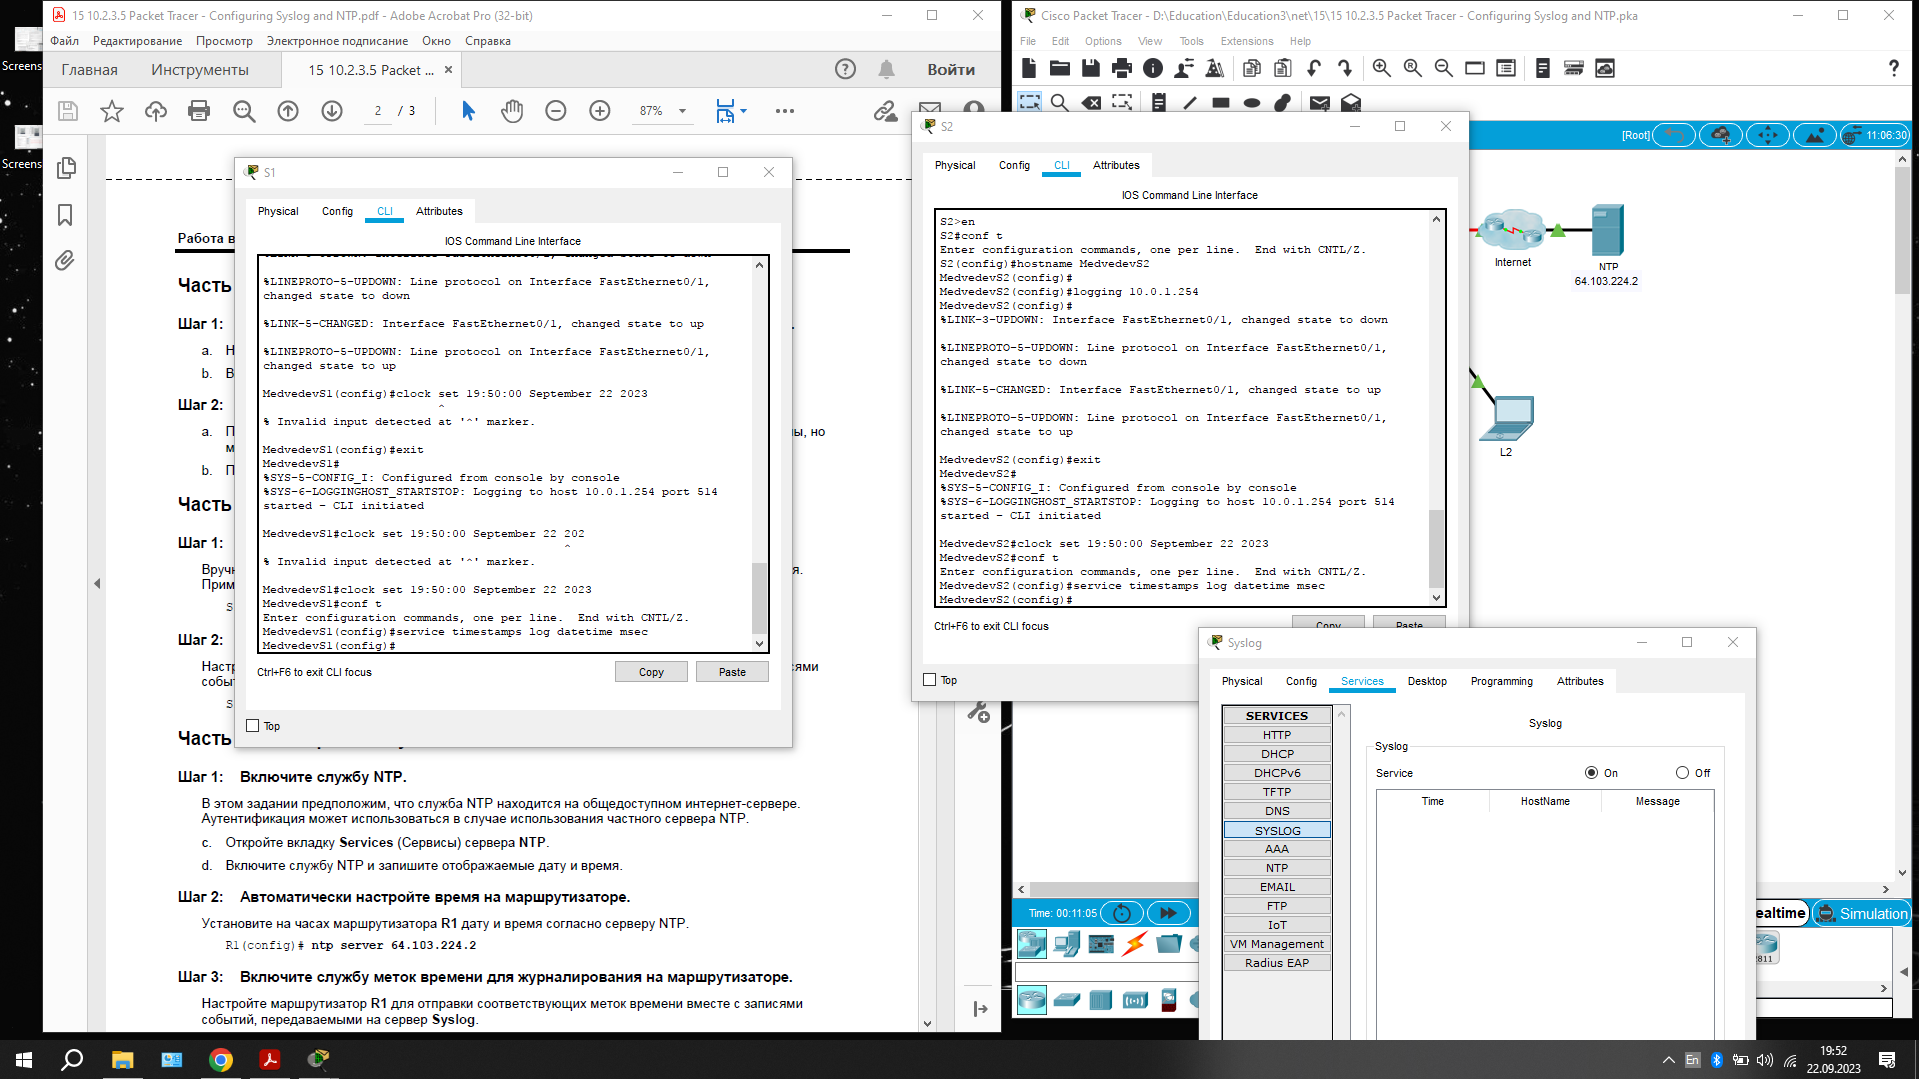 15 10.2.3.5 Packet Tracer - Configuring Syslog and NTP.pdf - Adobe Acrobat Pro (32-bit)
Файл Редактирование Просмотр Электронное подписание Окно Справка
Главная Инструменты 15 10.2.3.5 Packet ... × Войти
2 / 3 87%
Screens
Screens
Работа в
Часть
Шаг 1:
a. Н
b. В
Шаг 2:
a. П
ы, но
м
b. П
Часть
Шаг 1:
Вручн
я.
Прим
S
Шаг 2:
Настр
сями
событ
S
Часть
Шаг 1: Включите службу NTP.
В этом задании предположим, что служба NTP находится на общедоступном интернет-сервере.
Аутентификация может использоваться в случае использования частного сервера NTP.
c. Откройте вкладку Services (Сервисы) сервера NTP.
d. Включите службу NTP и запишите отображаемые дату и время.
Шаг 2: Автоматически настройте время на маршрутизаторе.
Установите на часах маршрутизатора R1 дату и время согласно серверу NTP.
R1(config)# ntp server 64.103.224.2
Шаг 3: Включите службу меток времени для журналирования на маршрутизаторе.
Настройте маршрутизатор R1 для отправки соответствующих меток времени вместе с записями
событий, передаваемыми на сервер Syslog.
S1
Physical Config CLI Attributes
IOS Command Line Interface
%LINEPROTO-5-UPDOWN: Line protocol on Interface FastEthernet0/1,
changed state to down
%LINK-5-CHANGED: Interface FastEthernet0/1, changed state to up
%LINEPROTO-5-UPDOWN: Line protocol on Interface FastEthernet0/1,
changed state to up
MedvedevS1(config)#clock set 19:50:00 September 22 2023
^
% Invalid input detected at '^' marker.
MedvedevS1(config)#exit
MedvedevS1#
%SYS-5-CONFIG_I: Configured from console by console
%SYS-6-LOGGINGHOST_STARTSTOP: Logging to host 10.0.1.254 port 514
started - CLI initiated
MedvedevS1#clock set 19:50:00 September 22 202
^
% Invalid input detected at '^' marker.
MedvedevS1#clock set 19:50:00 September 22 2023
MedvedevS1#conf t
Enter configuration commands, one per line. End with CNTL/Z.
MedvedevS1(config)#service timestamps log datetime msec
MedvedevS1(config)#
Ctrl+F6 to exit CLI focus Copy Paste
Top
Cisco Packet Tracer - D:\Education\Education3\net\15\15 10.2.3.5 Packet Tracer - Configuring Syslog and NTP.pka
File Edit Options View Tools Extensions Help
[Root] 11:06:30
Internet
NTP
64.103.224.2
L2
S2
Physical Config CLI Attributes
IOS Command Line Interface
S2>en
S2#conf t
Enter configuration commands, one per line. End with CNTL/Z.
S2(config)#hostname MedvedevS2
MedvedevS2(config)#
MedvedevS2(config)#logging 10.0.1.254
MedvedevS2(config)#
%LINK-3-UPDOWN: Interface FastEthernet0/1, changed state to down
%LINEPROTO-5-UPDOWN: Line protocol on Interface FastEthernet0/1,
changed state to down
%LINK-5-CHANGED: Interface FastEthernet0/1, changed state to up
%LINEPROTO-5-UPDOWN: Line protocol on Interface FastEthernet0/1,
changed state to up
MedvedevS2(config)#exit
MedvedevS2#
%SYS-5-CONFIG_I: Configured from console by console
%SYS-6-LOGGINGHOST_STARTSTOP: Logging to host 10.0.1.254 port 514
started - CLI initiated
MedvedevS2#clock set 19:50:00 September 22 2023
MedvedevS2#conf t
Enter configuration commands, one per line. End with CNTL/Z.
MedvedevS2(config)#service timestamps log datetime msec
MedvedevS2(config)#
Ctrl+F6 to exit CLI focus Copy Paste
Top
Syslog
Physical Config Services Desktop Programming Attributes
SERVICES
HTTP
DHCP
DHCPv6
TFTP
DNS
SYSLOG
AAA
NTP
EMAIL
FTP
IoT
VM Management
Radius EAP
Syslog
Syslog
Service On Off
Time HostName Message
Time: 00:11:05
ealtime Simulation
2811
En
19:52
22.09.2023